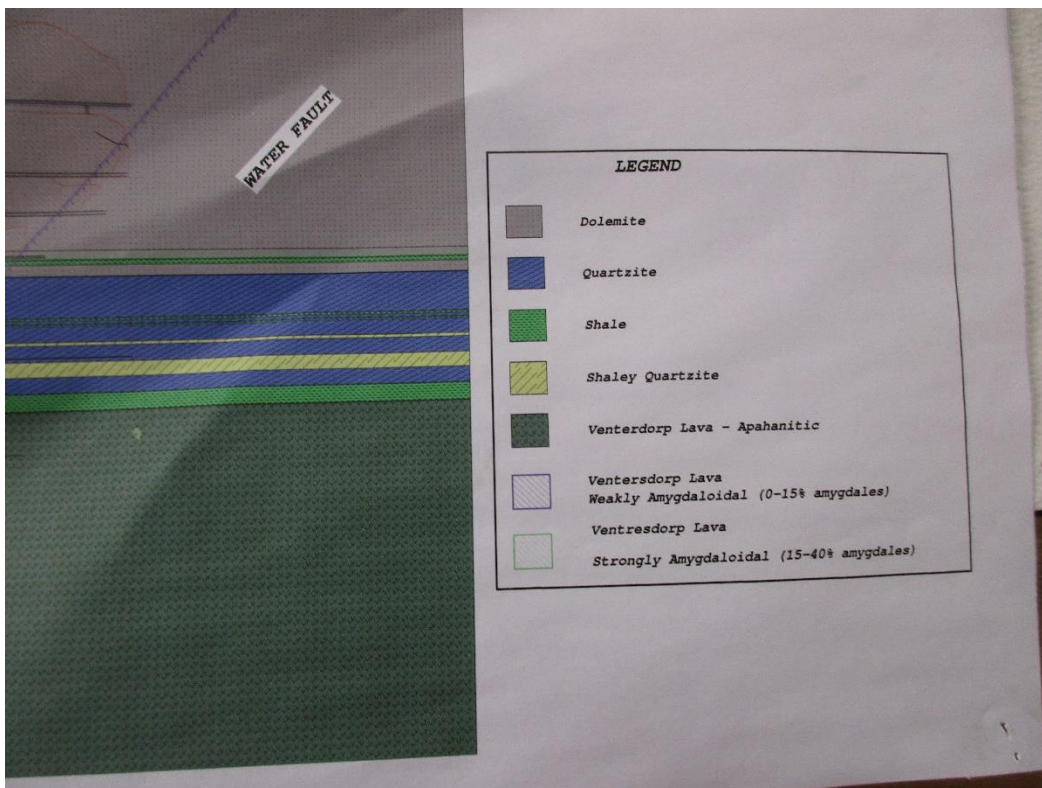 WATER FAULT
LEGEND
Dolemite
Quartzite
Shale
Shaley Quartzite
Venterdorp Lava - Apahanitic
Ventersdorp Lava
Weakly Amygdaloidal (0-15% amygdales)
Ventresdorp Lava
Strongly Amygdaloidal (15-40% amygdales)